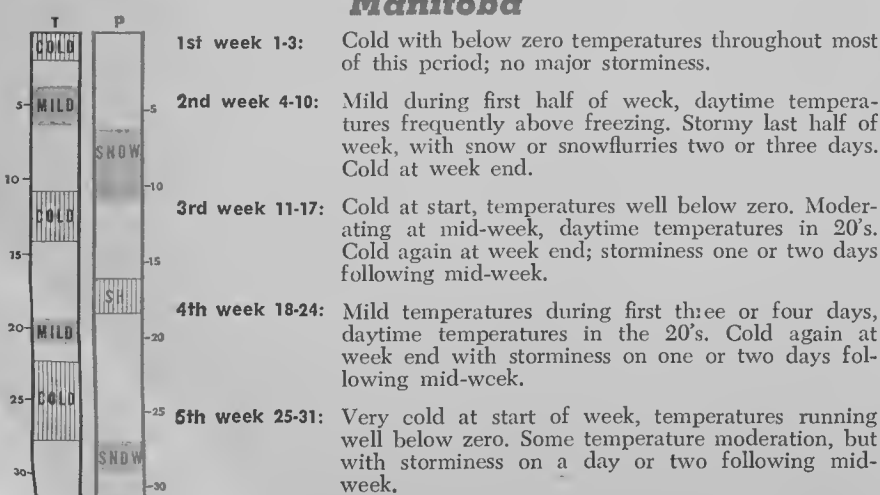 Manitoba
T P
COLD
5- MILD
-5
SNOW
10-
-10
COLD
15-
-15
SH
20- MILD
-20
25- COLD
-25
SNOW
30-
-30
1st week 1-3: Cold with below zero temperatures throughout most
of this period; no major storminess.
2nd week 4-10: Mild during first half of week, daytime tempera-
tures frequently above freezing. Stormy last half of
week, with snow or snowflurries two or three days.
Cold at week end.
3rd week 11-17: Cold at start, temperatures well below zero. Moder-
ating at mid-week, daytime temperatures in 20's.
Cold again at week end; storminess one or two days
following mid-week.
4th week 18-24: Mild temperatures during first three or four days,
daytime temperatures in the 20's. Cold again at
week end with storminess on one or two days fol-
lowing mid-week.
5th week 25-31: Very cold at start of week, temperatures running
well below zero. Some temperature moderation, but
with storminess on a day or two following mid-
week.